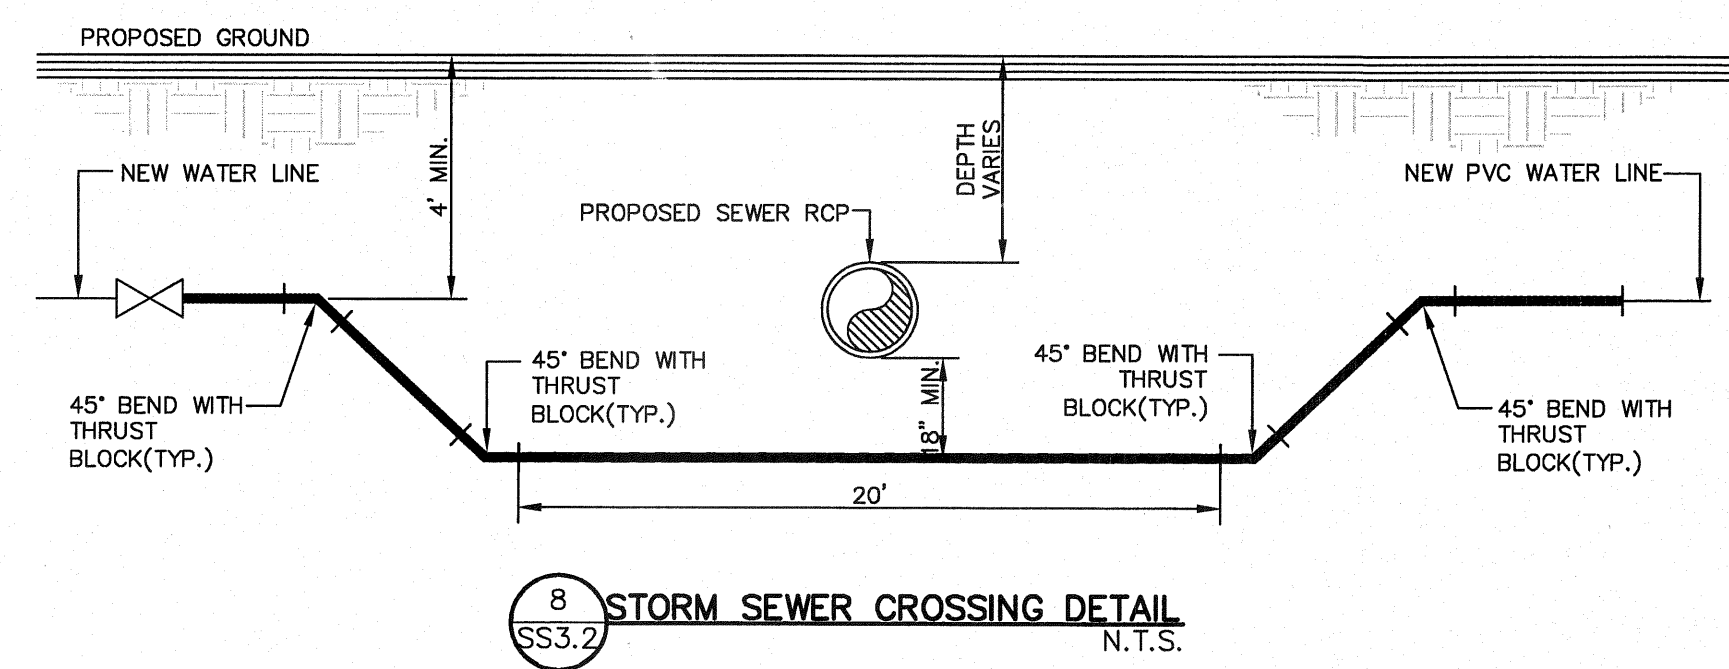 PROPOSED GROUND
4' MIN.
DEPTH
VARIES
NEW WATER LINE
NEW PVC WATER LINE
PROPOSED SEWER RCP
45° BEND WITH
THRUST
BLOCK(TYP.)
45° BEND WITH
THRUST
BLOCK(TYP.)
18" MIN.
45° BEND WITH
THRUST
BLOCK(TYP.)
45° BEND WITH
THRUST
BLOCK(TYP.)
20'
8
SS3.2
STORM SEWER CROSSING DETAIL
N.T.S.